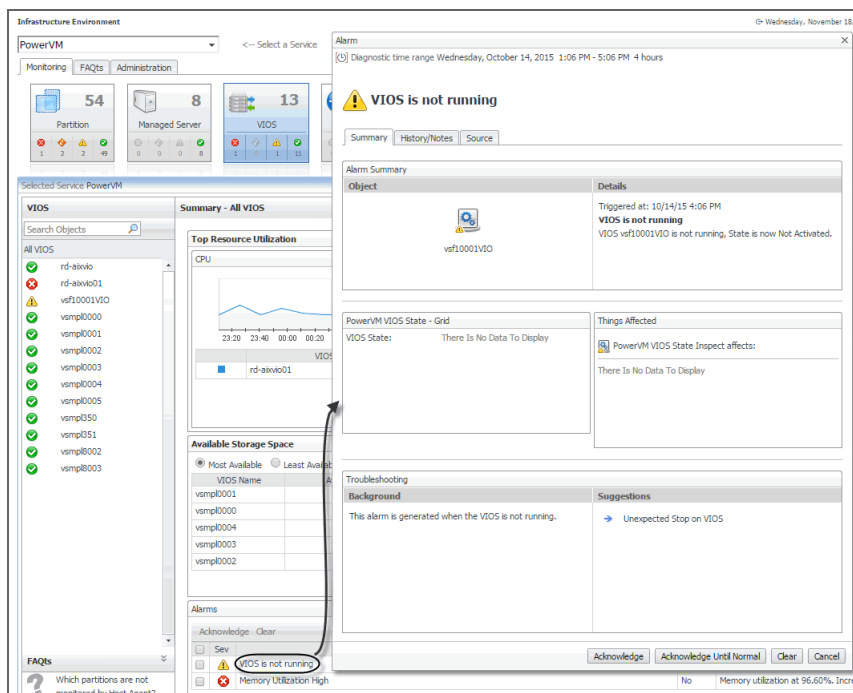 Infrastructure Environment
Wednesday, November 18,
PowerVM
<-- Select a Service
Monitoring FAQts Administration
54
Partition
1 2 2 49
8
Managed Server
0 0 0 8
13
VIOS
1 0 1 11
Selected Service PowerVM
VIOS
Search Objects
All VIOS
rd-aixvio
rd-aixvio01
vsf10001VIO
vsmpl0000
vsmpl0001
vsmpl0002
vsmpl0003
vsmpl0004
vsmpl0005
vsmpl350
vsmpl351
vsmpl8002
vsmpl8003
FAQts
Which partitions are not
monitored by Host Agent?
Summary - All VIOS
Top Resource Utilization
CPU
23:20 23:40 00:00 00:20
VIOS
rd-aixvio01
Available Storage Space
Most Available Least Availab
VIOS Name A
vsmpl0001
vsmpl0000
vsmpl0004
vsmpl0003
vsmpl0002
Alarms
Acknowledge Clear
Sev
VIOS is not running
Memory Utilization High
No
Memory utilization at 96.60%. Incre
Alarm
Diagnostic time range Wednesday, October 14, 2015 1:06 PM - 5:06 PM 4 hours
VIOS is not running
Summary History/Notes Source
Alarm Summary
Object
vsf10001VIO
Details
Triggered at: 10/14/15 4:06 PM
VIOS is not running
VIOS vsf10001VIO is not running, State is now Not Activated.
PowerVM VIOS State - Grid
VIOS State: There Is No Data To Display
Things Affected
PowerVM VIOS State Inspect affects:
There Is No Data To Display
Troubleshooting
Background
This alarm is generated when the VIOS is not running.
Suggestions
Unexpected Stop on VIOS
Acknowledge Acknowledge Until Normal Clear Cancel